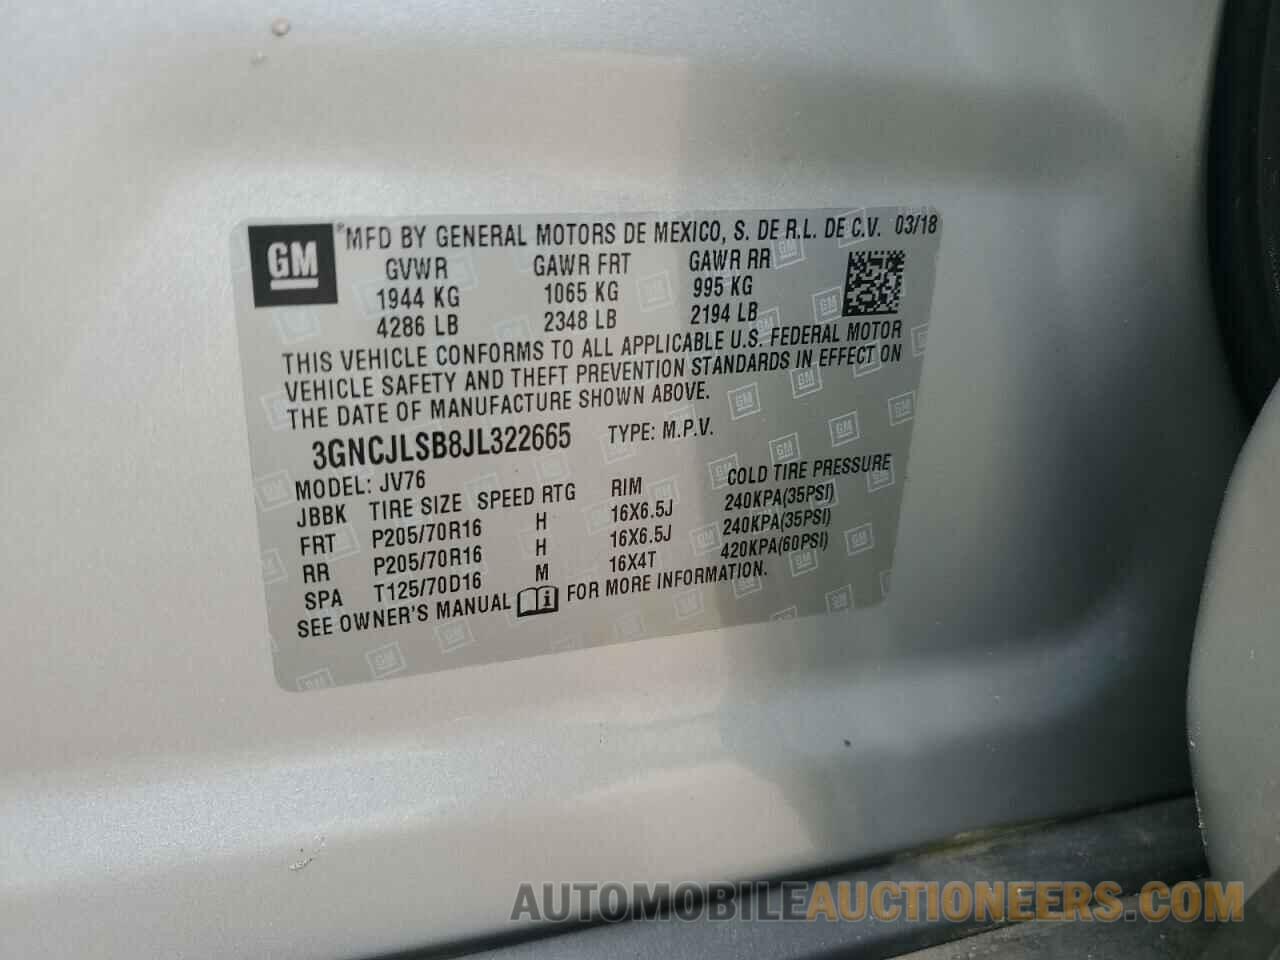 GM ®MFD BY GENERAL MOTORS DE MEXICO, S. DE R.L. DE C.V. 03/18
GVWR GAWR FRT GAWR RR
1944 KG 1065 KG 995 KG
4286 LB 2348 LB 2194 LB
THIS VEHICLE CONFORMS TO ALL APPLICABLE U.S. FEDERAL MOTOR
VEHICLE SAFETY AND THEFT PREVENTION STANDARDS IN EFFECT ON
THE DATE OF MANUFACTURE SHOWN ABOVE.
3GNCJLSB8JL322665 TYPE: M.P.V.
MODEL: JV76
JBBK TIRE SIZE SPEED RTG RIM COLD TIRE PRESSURE
FRT P205/70R16 H 16X6.5J 240KPA(35PSI)
RR P205/70R16 H 16X6.5J 240KPA(35PSI)
SPA T125/70D16 M 16X4T 420KPA(60PSI)
SEE OWNER'S MANUAL FOR MORE INFORMATION.
AUTOMOBILEAUCTIONEERS.COM